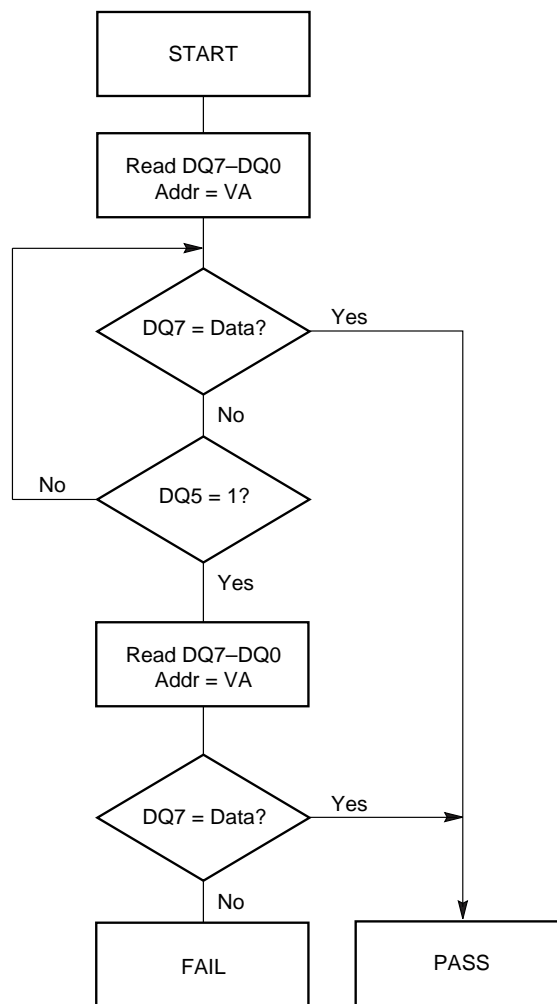 START
Read DQ7–DQ0
Addr = VA
DQ7 = Data?
Yes
No
No
DQ5 = 1?
Yes
Read DQ7–DQ0
Addr = VA
DQ7 = Data?
Yes
No
FAIL
PASS